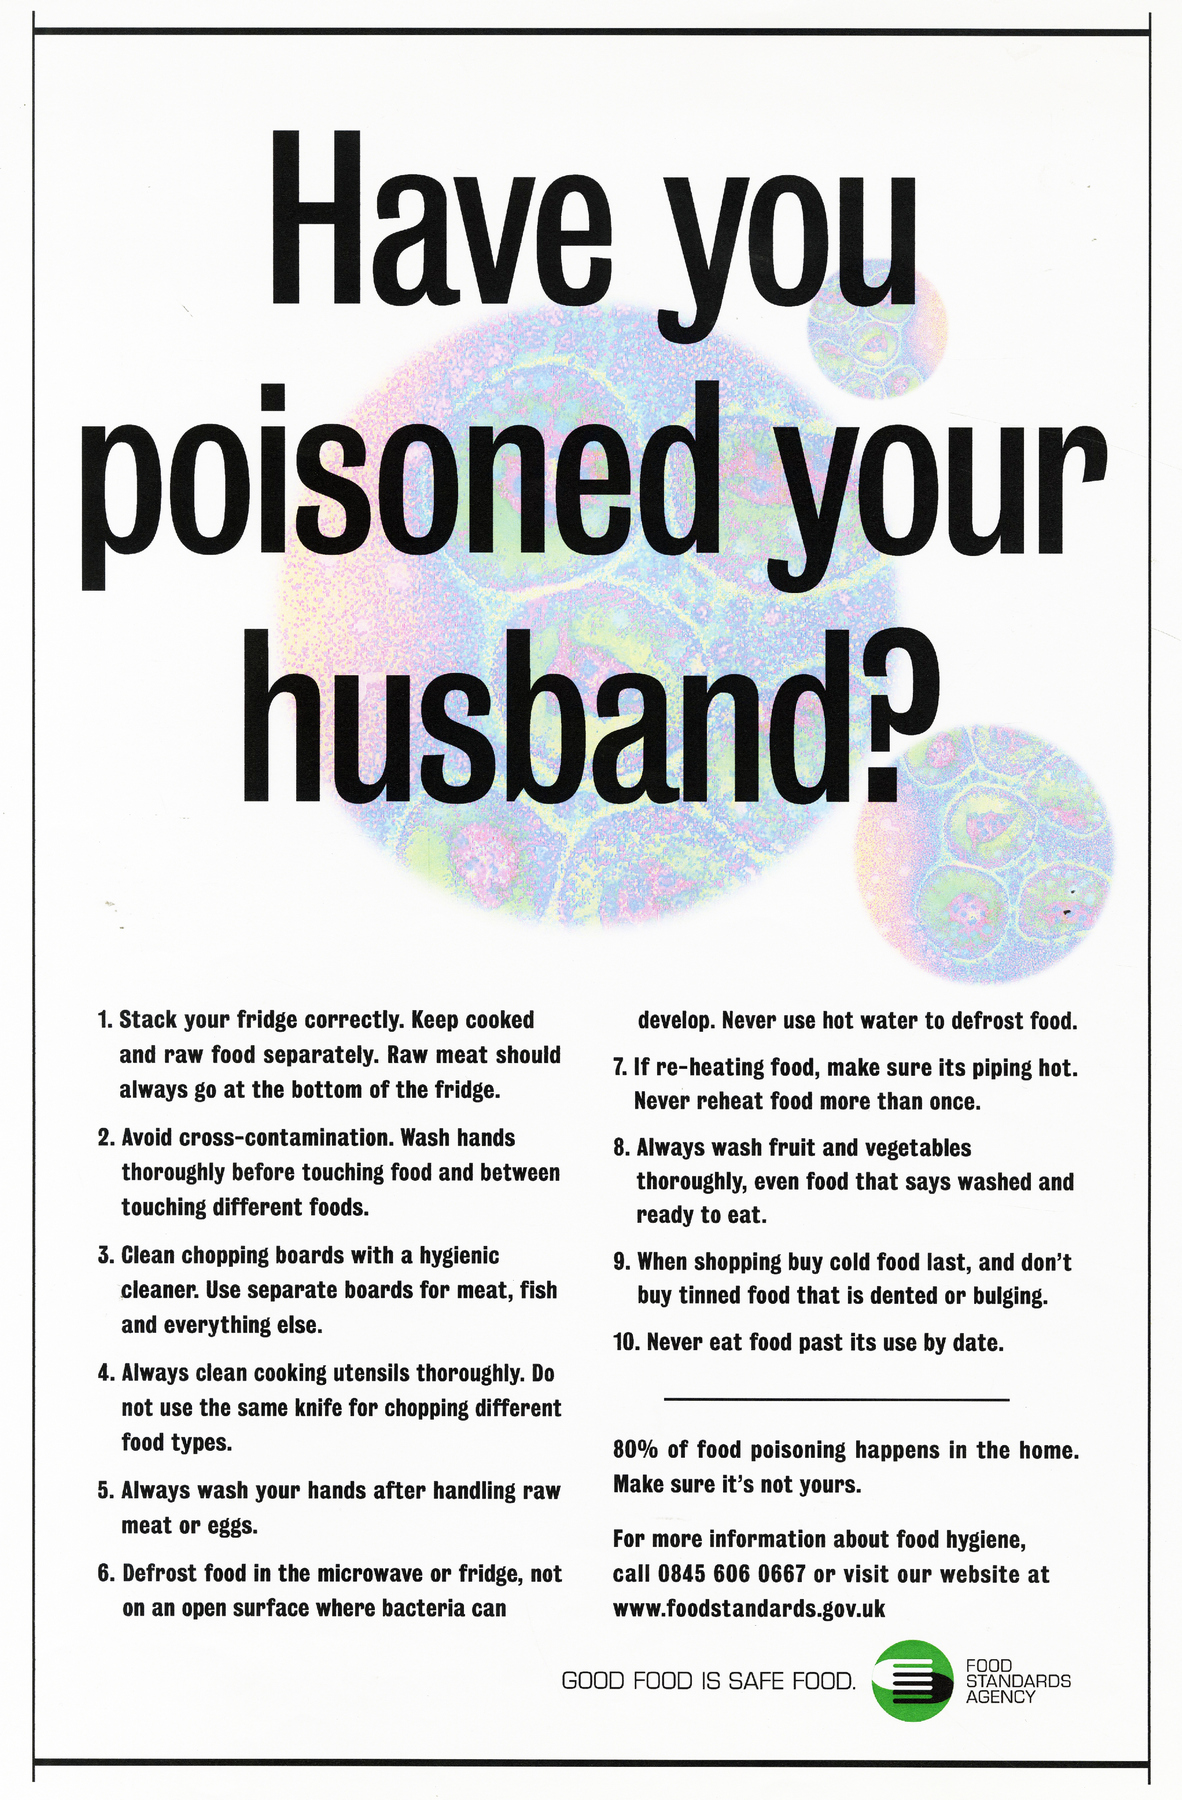 Have you
poisoned your
husband?
1. Stack your fridge correctly. Keep cooked
and raw food separately. Raw meat should
always go at the bottom of the fridge.
2. Avoid cross-contamination. Wash hands
thoroughly before touching food and between
touching different foods.
3. Clean chopping boards with a hygienic
cleaner. Use separate boards for meat, fish
and everything else.
4. Always clean cooking utensils thoroughly. Do
not use the same knife for chopping different
food types.
5. Always wash your hands after handling raw
meat or eggs.
6. Defrost food in the microwave or fridge, not
on an open surface where bacteria can
develop. Never use hot water to defrost food.
7. If re-heating food, make sure its piping hot.
Never reheat food more than once.
8. Always wash fruit and vegetables
thoroughly, even food that says washed and
ready to eat.
9. When shopping buy cold food last, and don't
buy tinned food that is dented or bulging.
10. Never eat food past its use by date.
80% of food poisoning happens in the home.
Make sure it's not yours.
For more information about food hygiene,
call 0845 606 0667 or visit our website at
www.foodstandards.gov.uk
GOOD FOOD IS SAFE FOOD.
FOOD
STANDARDS
AGENCY